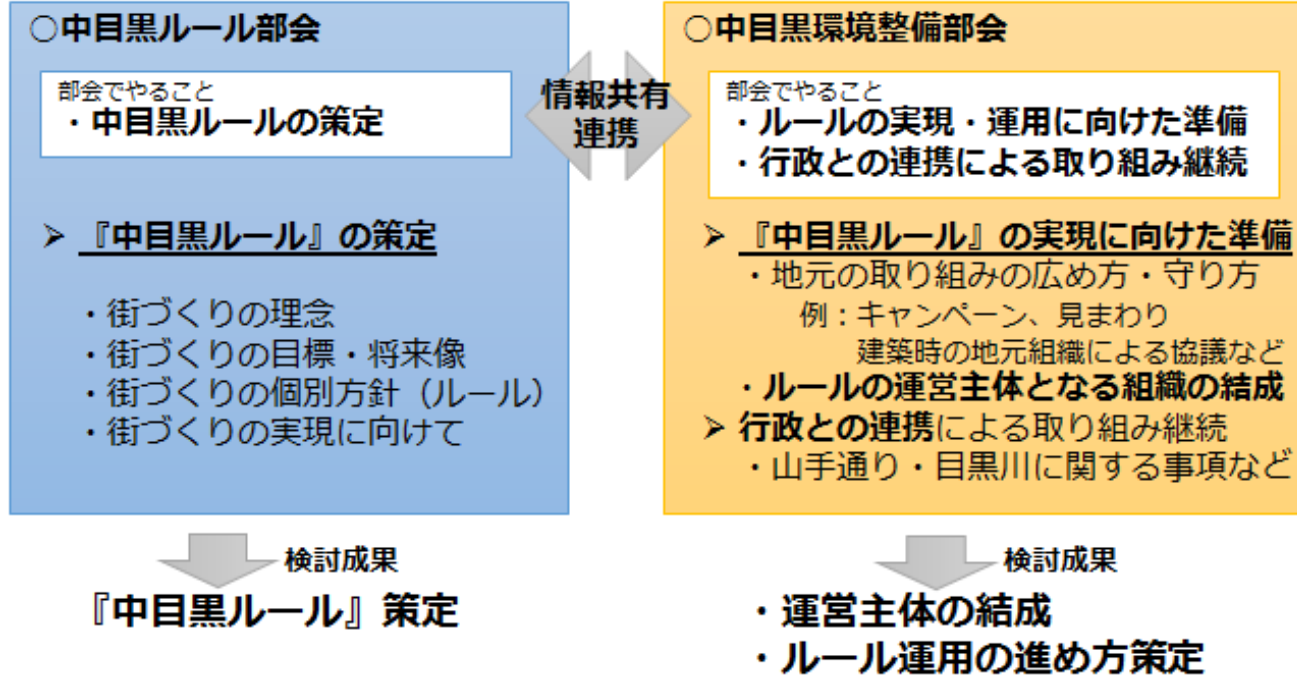 ○中目黒ルール部会
部会でやること
・中目黒ルールの策定
➢ 『中目黒ルール』の策定
・街づくりの理念
・街づくりの目標・将来像
・街づくりの個別方針（ルール）
・街づくりの実現に向けて
情報共有
連携
○中目黒環境整備部会
部会でやること
・ルールの実現・運用に向けた準備
・行政との連携による取り組み継続
➢ 『中目黒ルール』の実現に向けた準備
・地元の取り組みの広め方・守り方
例：キャンペーン、見まわり
建築時の地元組織による協議など
・ルールの運営主体となる組織の結成
➢ 行政との連携による取り組み継続
・山手通り・目黒川に関する事項など
検討成果
『中目黒ルール』策定
検討成果
・運営主体の結成
・ルール運用の進め方策定